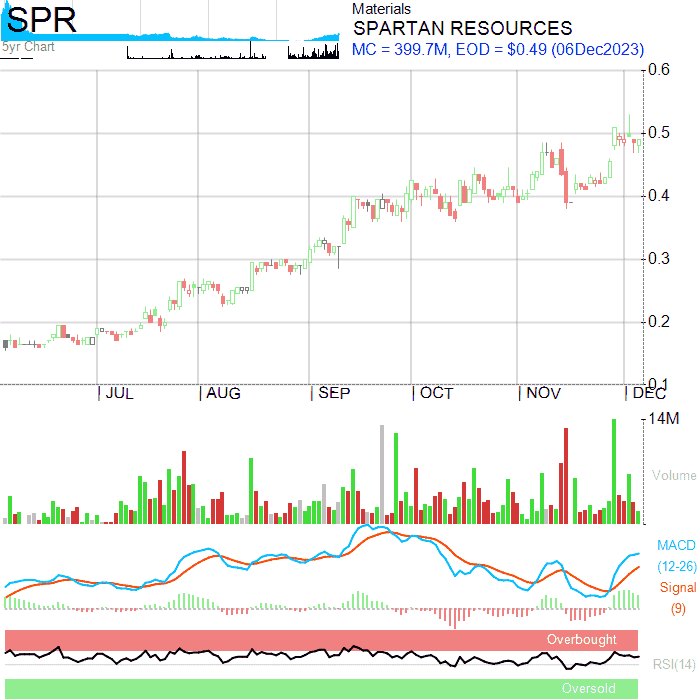 SPR
5yr Chart
Materials
SPARTAN RESOURCES
MC = 399.7M, EOD = $0.49 (06Dec2023)
0.6
0.5
0.4
0.3
0.2
0.1
JUL AUG SEP OCT NOV DEC
14M
Volume
MACD
(12-26)
Signal
(9)
Overbought
RSI(14)
Oversold